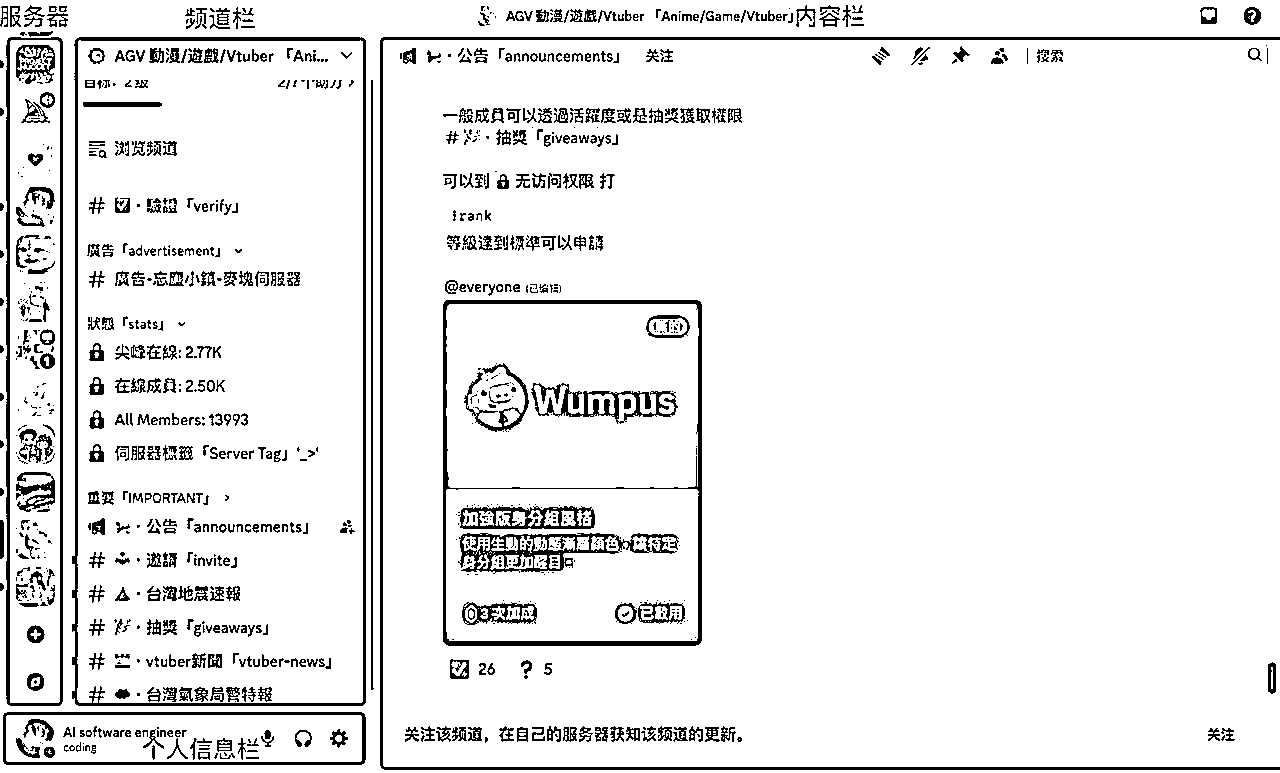 服务器
频道栏
AGV 動漫/遊戲/Vtuber 「Anime/Game/Vtuber」
内容栏
AGV 動漫/遊戲/Vtuber 「Ani...
目标: 2 级
浏览频道
# ・驗證「verify」
廣告「advertisement」
# 廣告-忘塵小鎮-麥塊伺服器
狀態「stats」
尖峰在線: 2.77K
在線成員: 2.50K
All Members: 13993
伺服器標籤「Server Tag」'_>'
重要「IMPORTANT」
・公告「announcements」
# ・邀請「invite」
# ・台灣地震速報
# ・抽獎「giveaways」
# ・vtuber新聞「vtuber-news」
# ・台灣氣象局警特報
AI software engineer
coding
个人信息栏
・公告「announcements」 关注
搜索
一般成員可以透過活躍度或是抽獎獲取權限
# ・抽獎「giveaways」
可以到 无访问权限 打
!rank
等級達到標準可以申請
@everyone (已编辑)
Wumpus
加強版身分組風格
使用生動的動態漸層顏色，讓特定
身分組更加醒目。
3 次加成
已啟用
26 ? 5
关注该频道，在自己的服务器获知该频道的更新。
关注